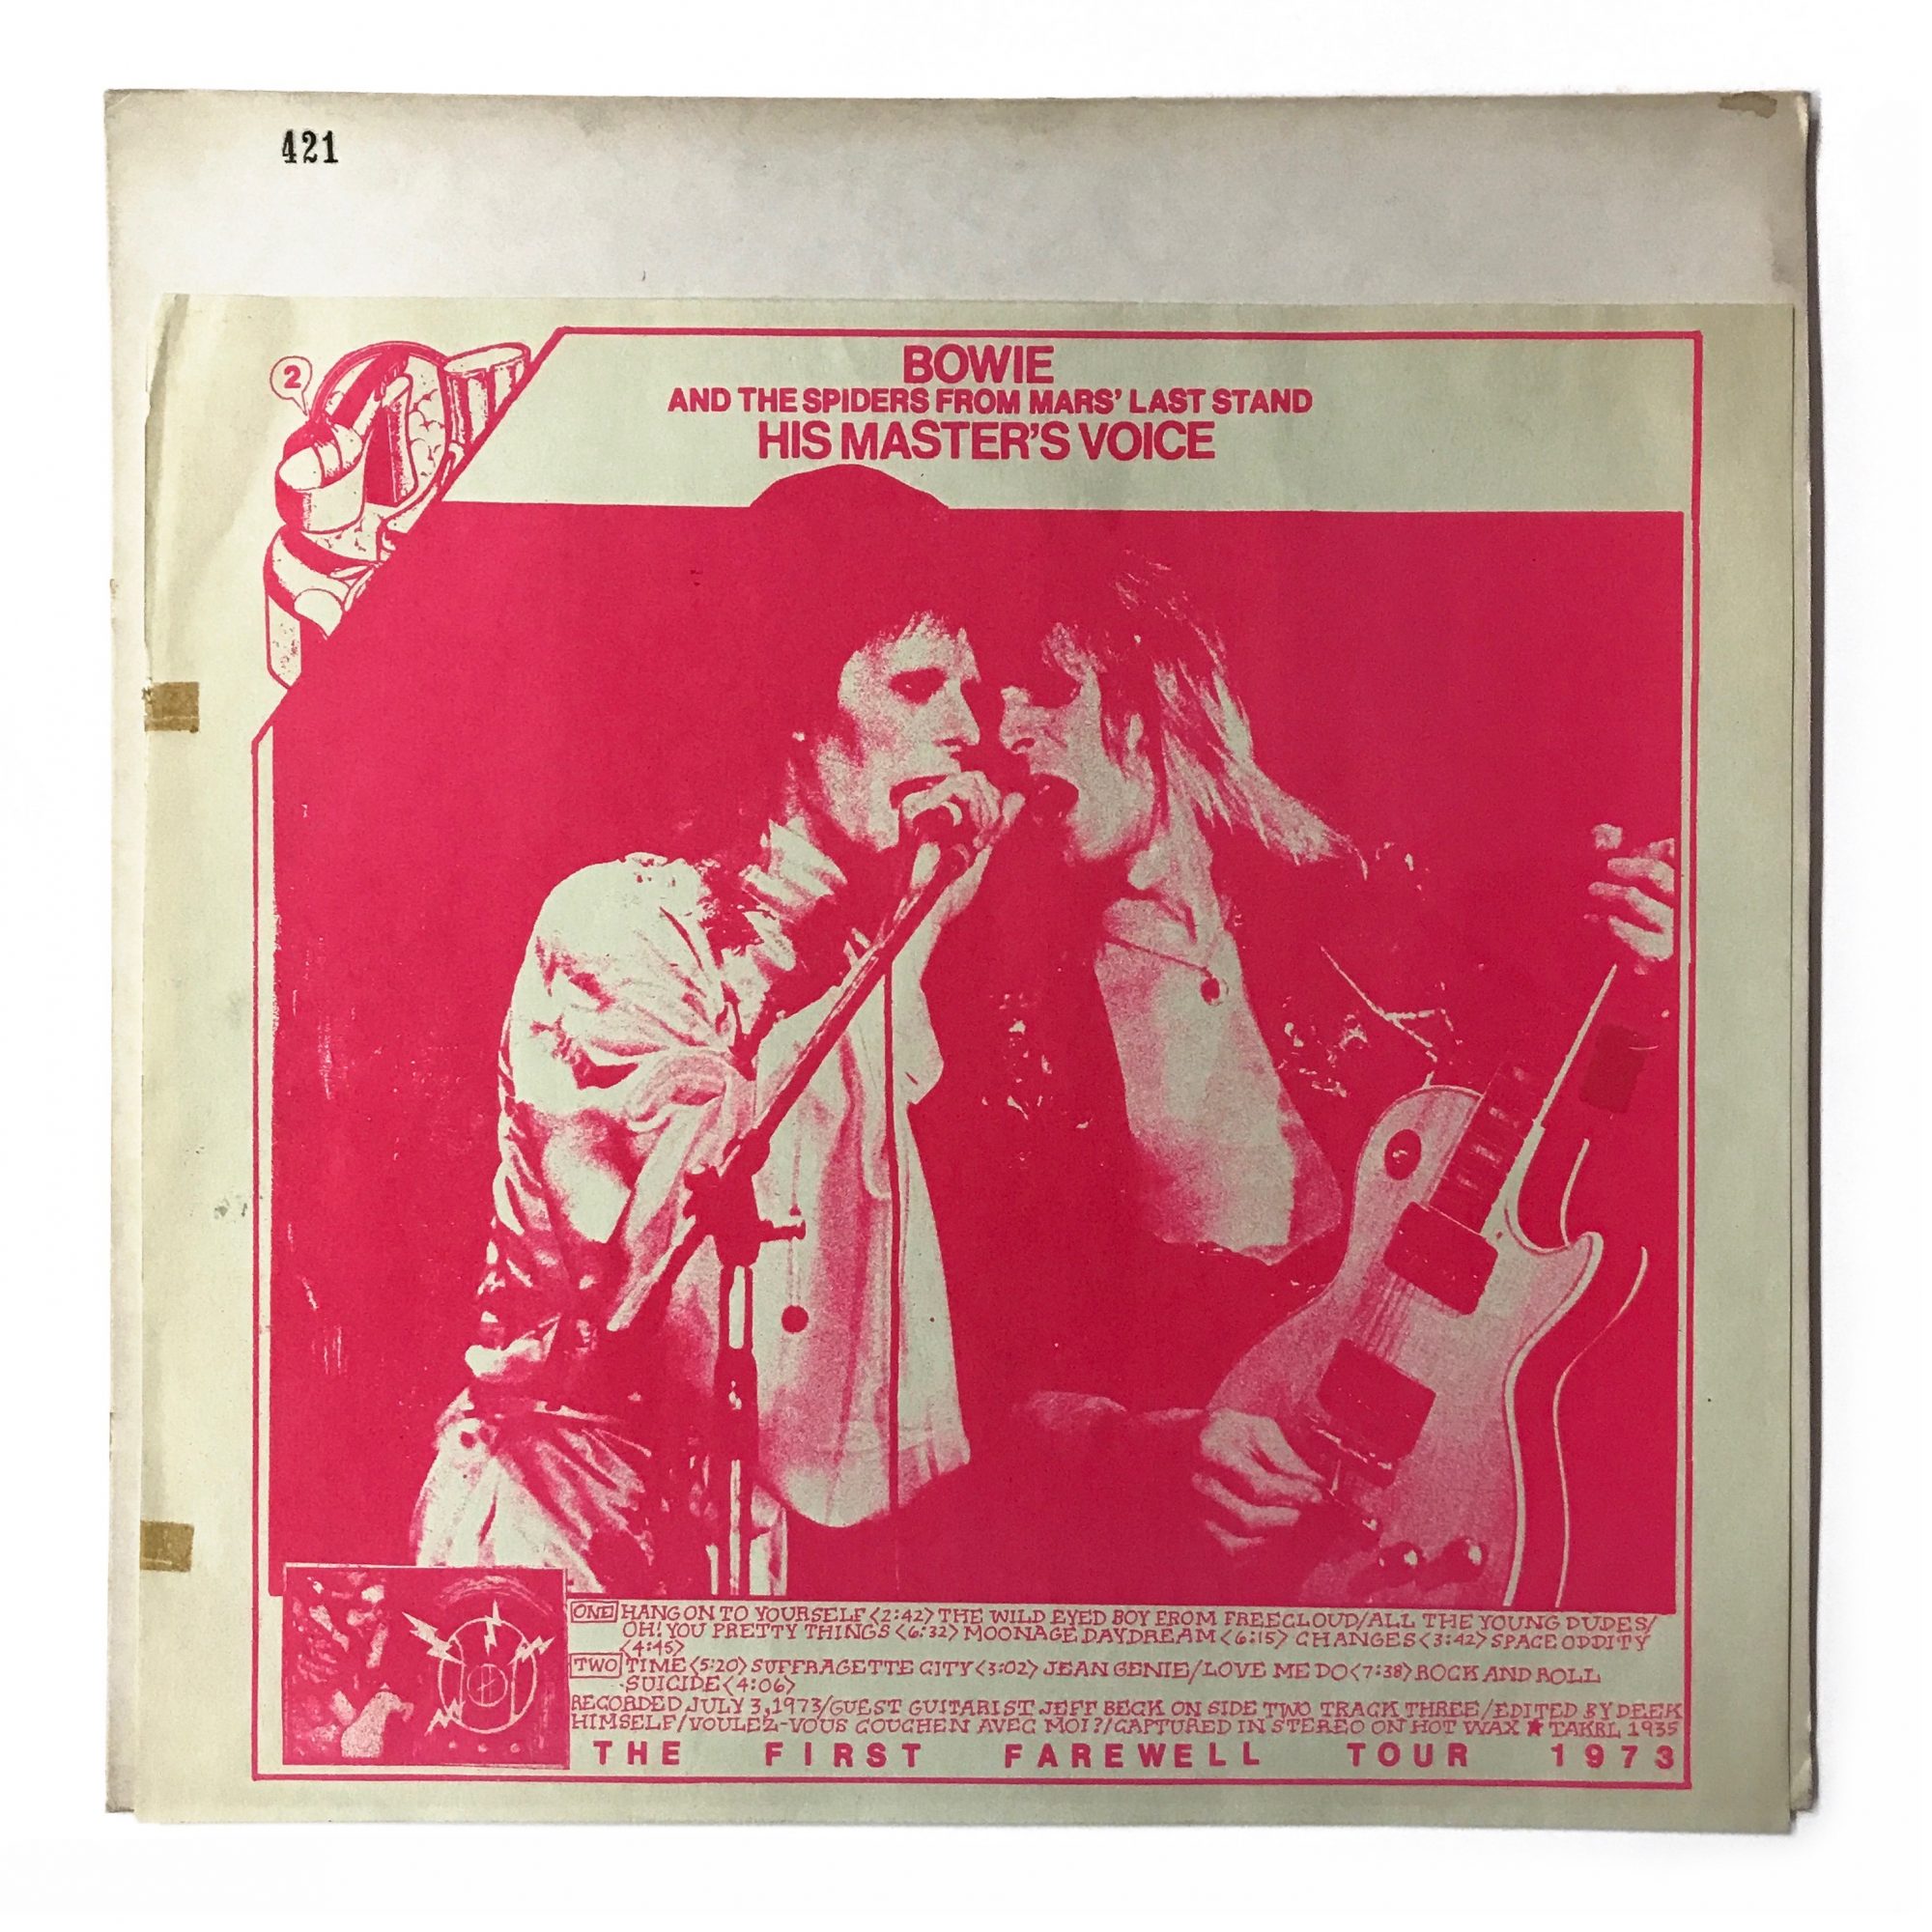 421
2
BOWIE
AND THE SPIDERS FROM MARS' LAST STAND
HIS MASTER'S VOICE
ONE HANG ON TO YOURSELF <2:42> THE WILD EYED BOY FROM FREECLOUD/ALL THE YOUNG DUDES/
OH! YOU PRETTY THINGS <6:32> MOONAGE DAYDREAM <6:15> CHANGES <3:42> SPACE ODDITY
<4:45>
TWO TIME <5:20> SUFFRAGETTE CITY <3:02> JEAN GENIE/LOVE ME DO <7:38> ROCK AND ROLL
SUICIDE <4:06>
RECORDED JULY 3,1973/GUEST GUITARIST JEFF BECK ON SIDE TWO TRACK THREE/EDITED BY DEEK
HIMSELF/VOULEZ-VOUS COUCHEN AVEC MOI?/CAPTURED IN STEREO ON HOT WAX ★ TAKRL 1935
THE FIRST FAREWELL TOUR 1973